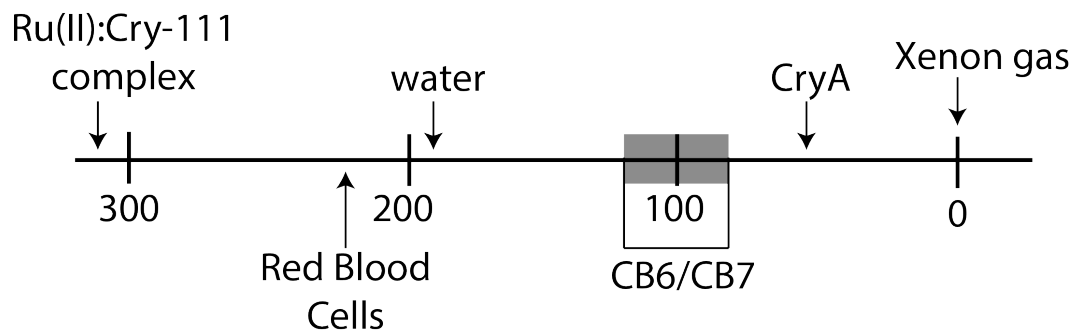 Ru(II):Cry-111
complex
water
CryA
Xenon gas
300
200
100
0
Red Blood
Cells
CB6/CB7